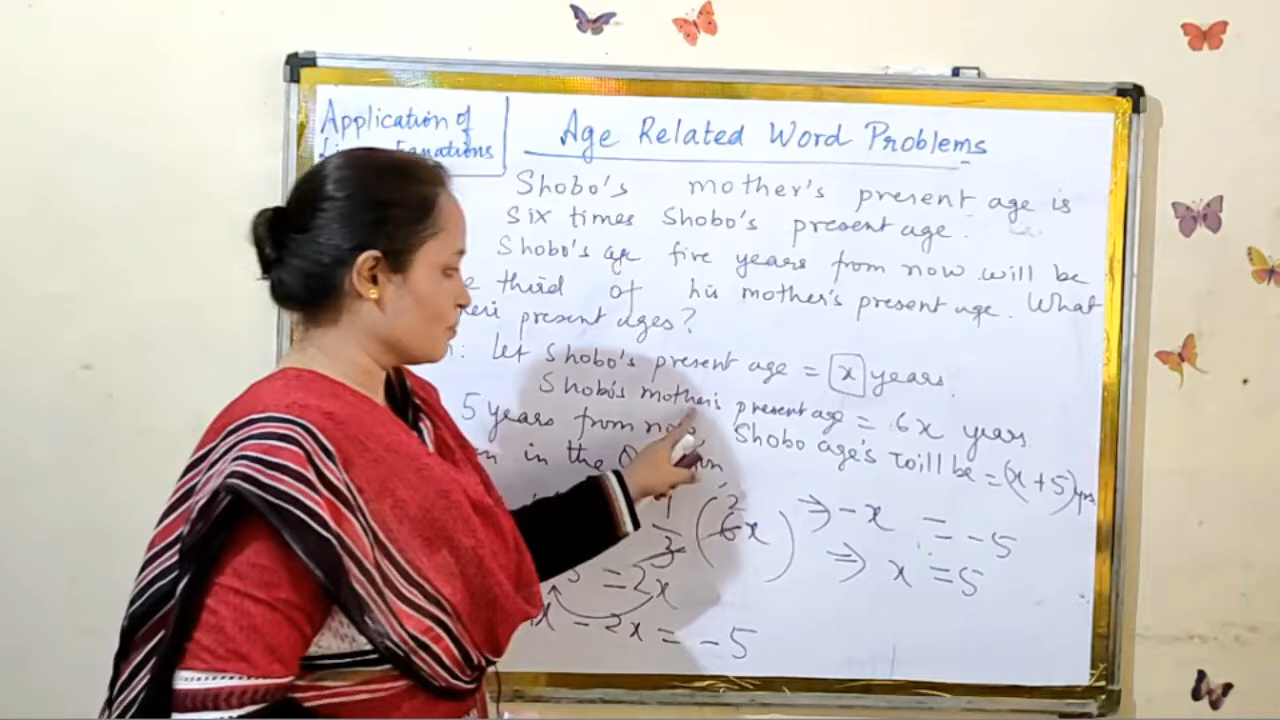 Application of
Equations
Age Related Word Problems
Shobo's mother's present age is
six times Shobo's present age.
Shobo's age five years from now will be
third of his mother's present age. What
present ages?
Let Shobo's present age = x years.
Shobo's mother's present age = 6x years.
5 years from now, Shobo age's will be = (x+5)yrs.
in the
1/3 (6x) 2 ⇒ -x = -5
= 2x ⇒ x = 5
x - 2x = -5